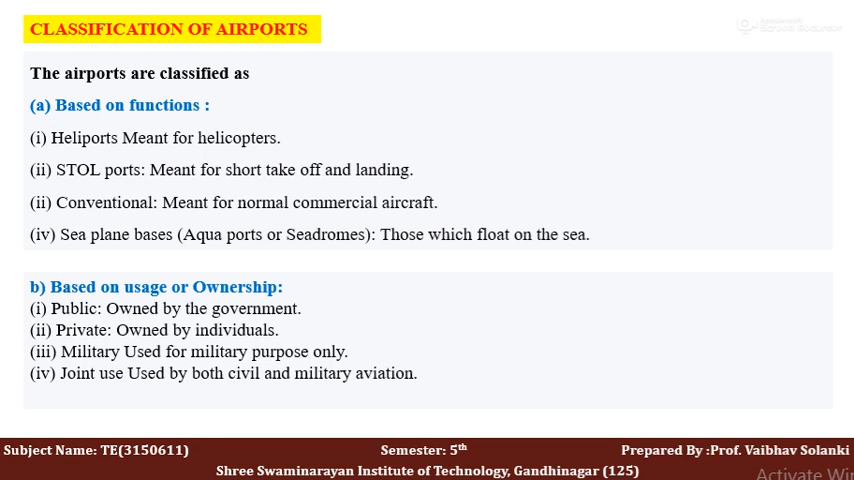 CLASSIFICATION OF AIRPORTS
Screen Recorder
The airports are classified as
(a) Based on functions :
(i) Heliports Meant for helicopters.
(ii) STOL ports: Meant for short take off and landing.
(ii) Conventional: Meant for normal commercial aircraft.
(iv) Sea plane bases (Aqua ports or Seadromes): Those which float on the sea.
b) Based on usage or Ownership:
(i) Public: Owned by the government.
(ii) Private: Owned by individuals.
(iii) Military Used for military purpose only.
(iv) Joint use Used by both civil and military aviation.
Subject Name: TE(3150611) Semester: 5th Prepared By :Prof. Vaibhav Solanki
Shree Swaminarayan Institute of Technology, Gandhinagar (125)
Activate Win